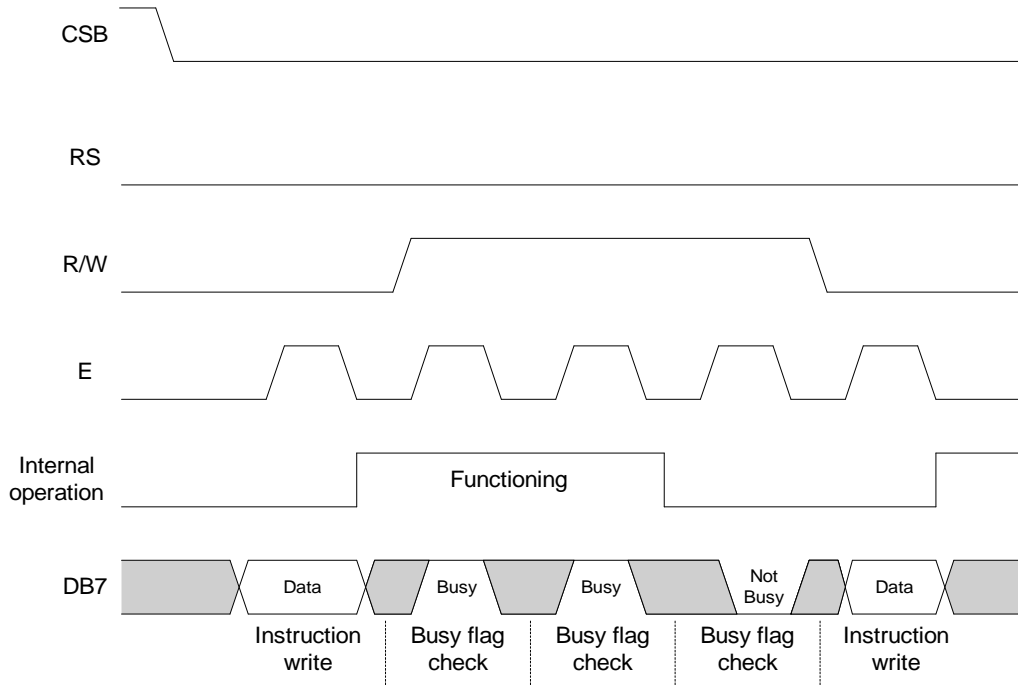 CSB
RS
R/W
E
Internal
operation
Functioning
DB7
Data
Busy
Busy
Not
Busy
Data
Instruction
write
Busy flag
check
Busy flag
check
Busy flag
check
Instruction
write